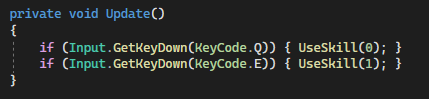 private void Update()
{
if (Input.GetKeyDown(KeyCode.Q)) { UseSkill(0); }
if (Input.GetKeyDown(KeyCode.E)) { UseSkill(1); }
}